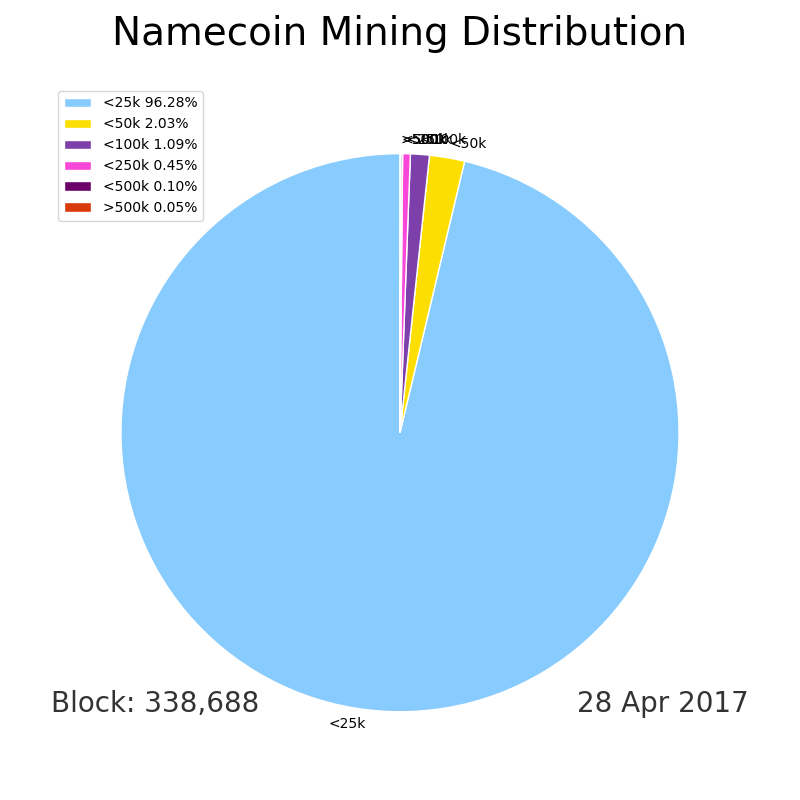 Namecoin Mining Distribution
<25k 96.28%
<50k 2.03%
<100k 1.09%
<250k 0.45%
<500k 0.10%
>500k 0.05%
<50k
<25k
Block: 338,688
28 Apr 2017